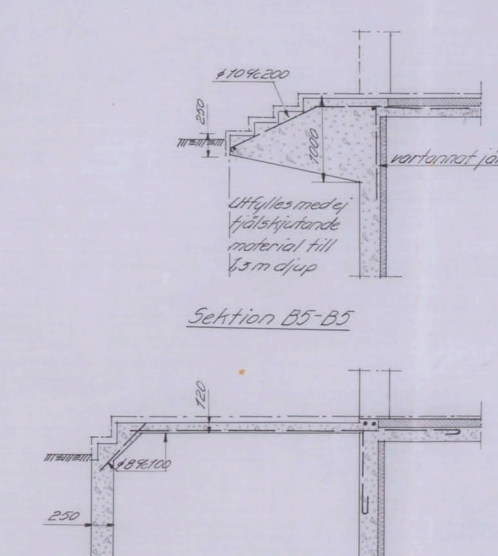 φ10 % 200
250
1000
vartannat jär
Utfylles med ej
tjälskjutande
material till
1,5 m djup
Sektion B5-B5
120
φ8 % 100
250